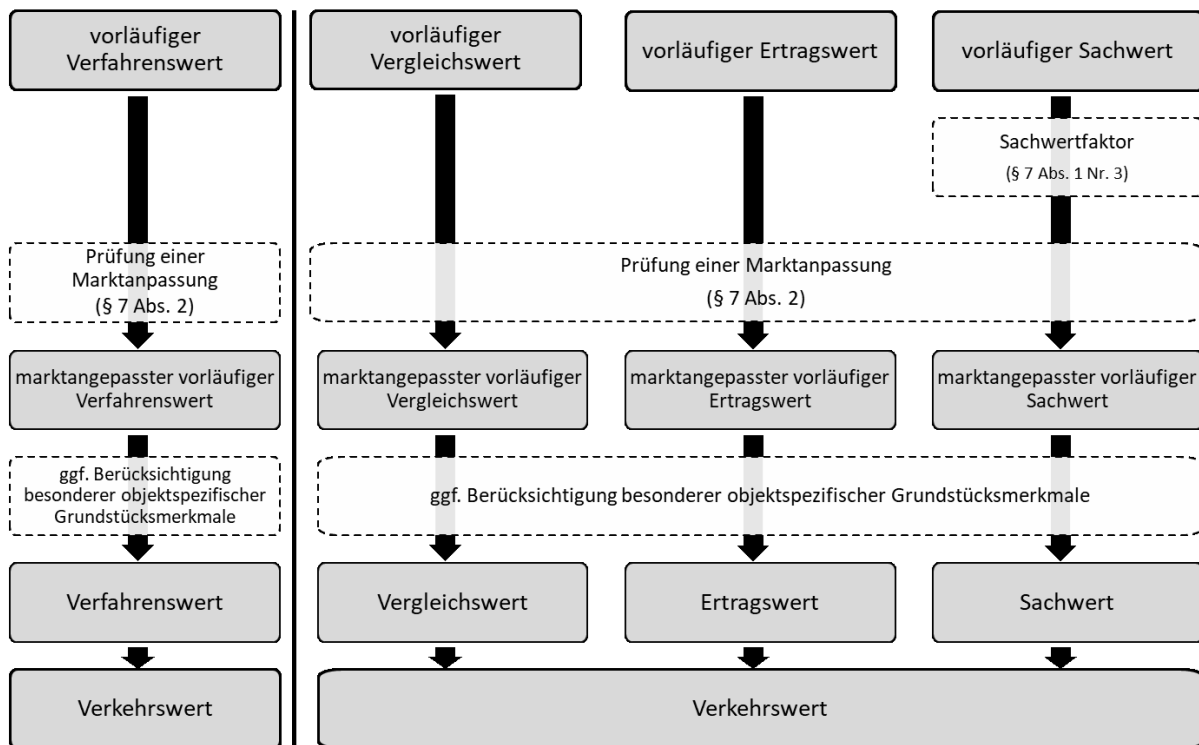 vorläufiger
Verfahrenswert
vorläufiger
Vergleichswert
vorläufiger Ertragswert
vorläufiger Sachwert
Sachwertfaktor
(§ 7 Abs. 1 Nr. 3)
Prüfung einer
Marktanpassung
(§ 7 Abs. 2)
Prüfung einer Marktanpassung
(§ 7 Abs. 2)
marktangepasster vorläufiger
Verfahrenswert
marktangepasster vorläufiger
Vergleichswert
marktangepasster vorläufiger
Ertragswert
marktangepasster vorläufiger
Sachwert
ggf. Berücksichtigung
besonderer objektspezifischer
Grundstücksmerkmale
ggf. Berücksichtigung besonderer objektspezifischer Grundstücksmerkmale
Verfahrenswert
Vergleichswert
Ertragswert
Sachwert
Verkehrswert
Verkehrswert